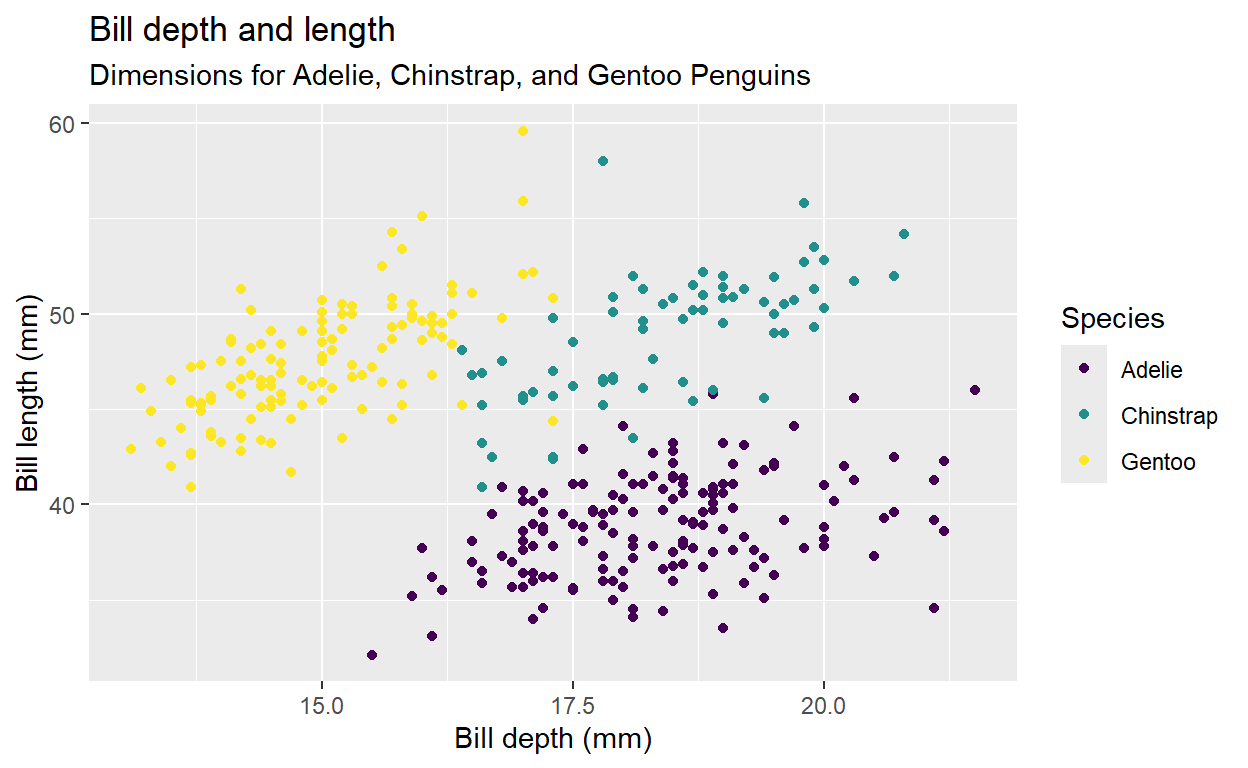 Bill depth and length
Dimensions for Adelie, Chinstrap, and Gentoo Penguins
60
50
40
Bill length (mm)
15.0
17.5
20.0
Bill depth (mm)
Species
Adelie
Chinstrap
Gentoo